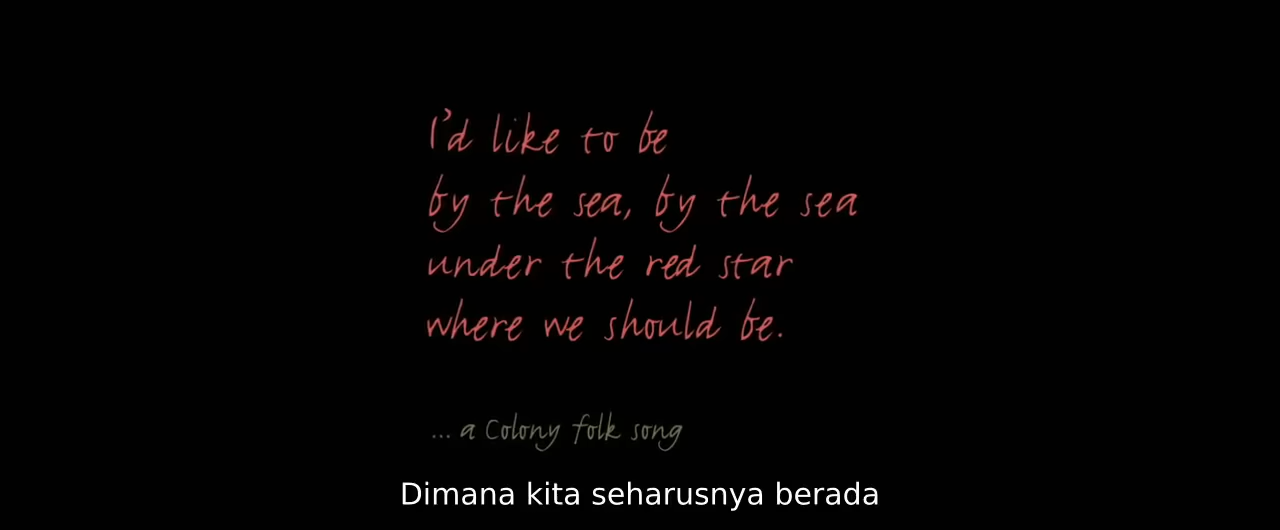 I'd like to be
by the sea, by the sea
under the red star
where we should be.
... a Colony folk song
Dimana kita seharusnya berada